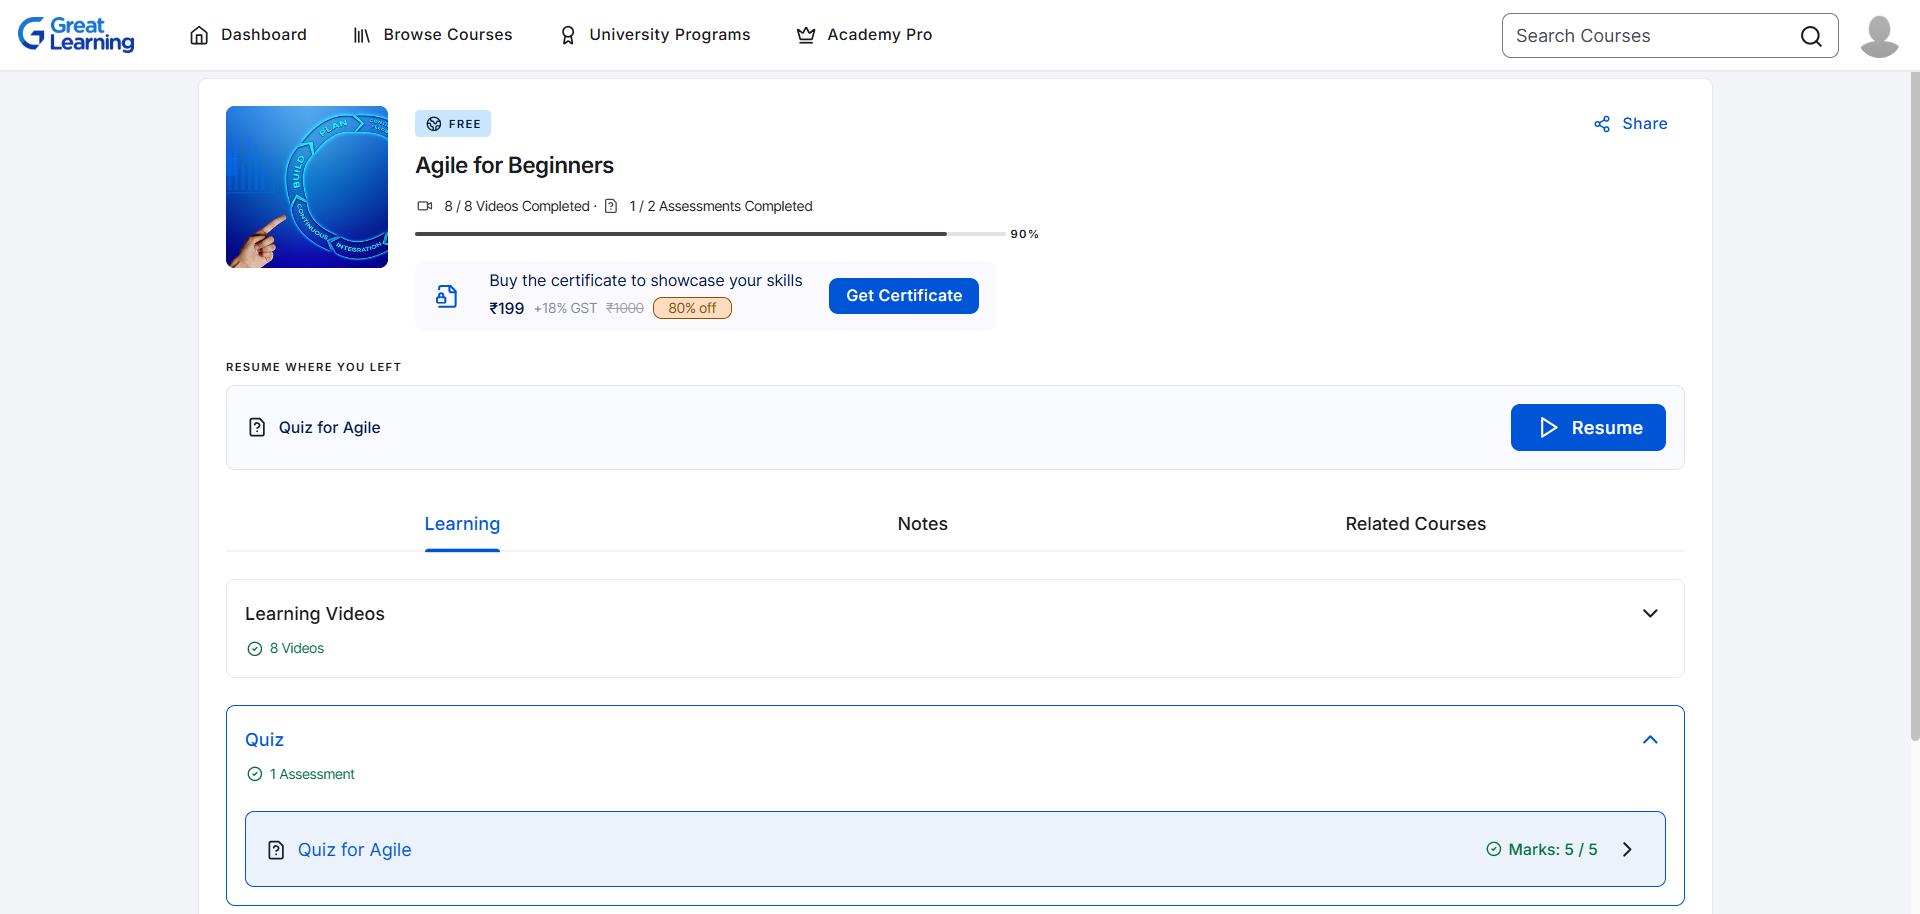 Great Learning
Dashboard
Browse Courses
University Programs
Academy Pro
Search Courses
PLAN
BUILD
CONTINUOUS
INTEGRATION
FREE
Share
Agile for Beginners
8 / 8 Videos Completed · 1 / 2 Assessments Completed
90%
Buy the certificate to showcase your skills
₹199 +18% GST ₹1000 80% off
Get Certificate
RESUME WHERE YOU LEFT
Quiz for Agile
Resume
Learning
Notes
Related Courses
Learning Videos
8 Videos
Quiz
1 Assessment
Quiz for Agile
Marks: 5 / 5